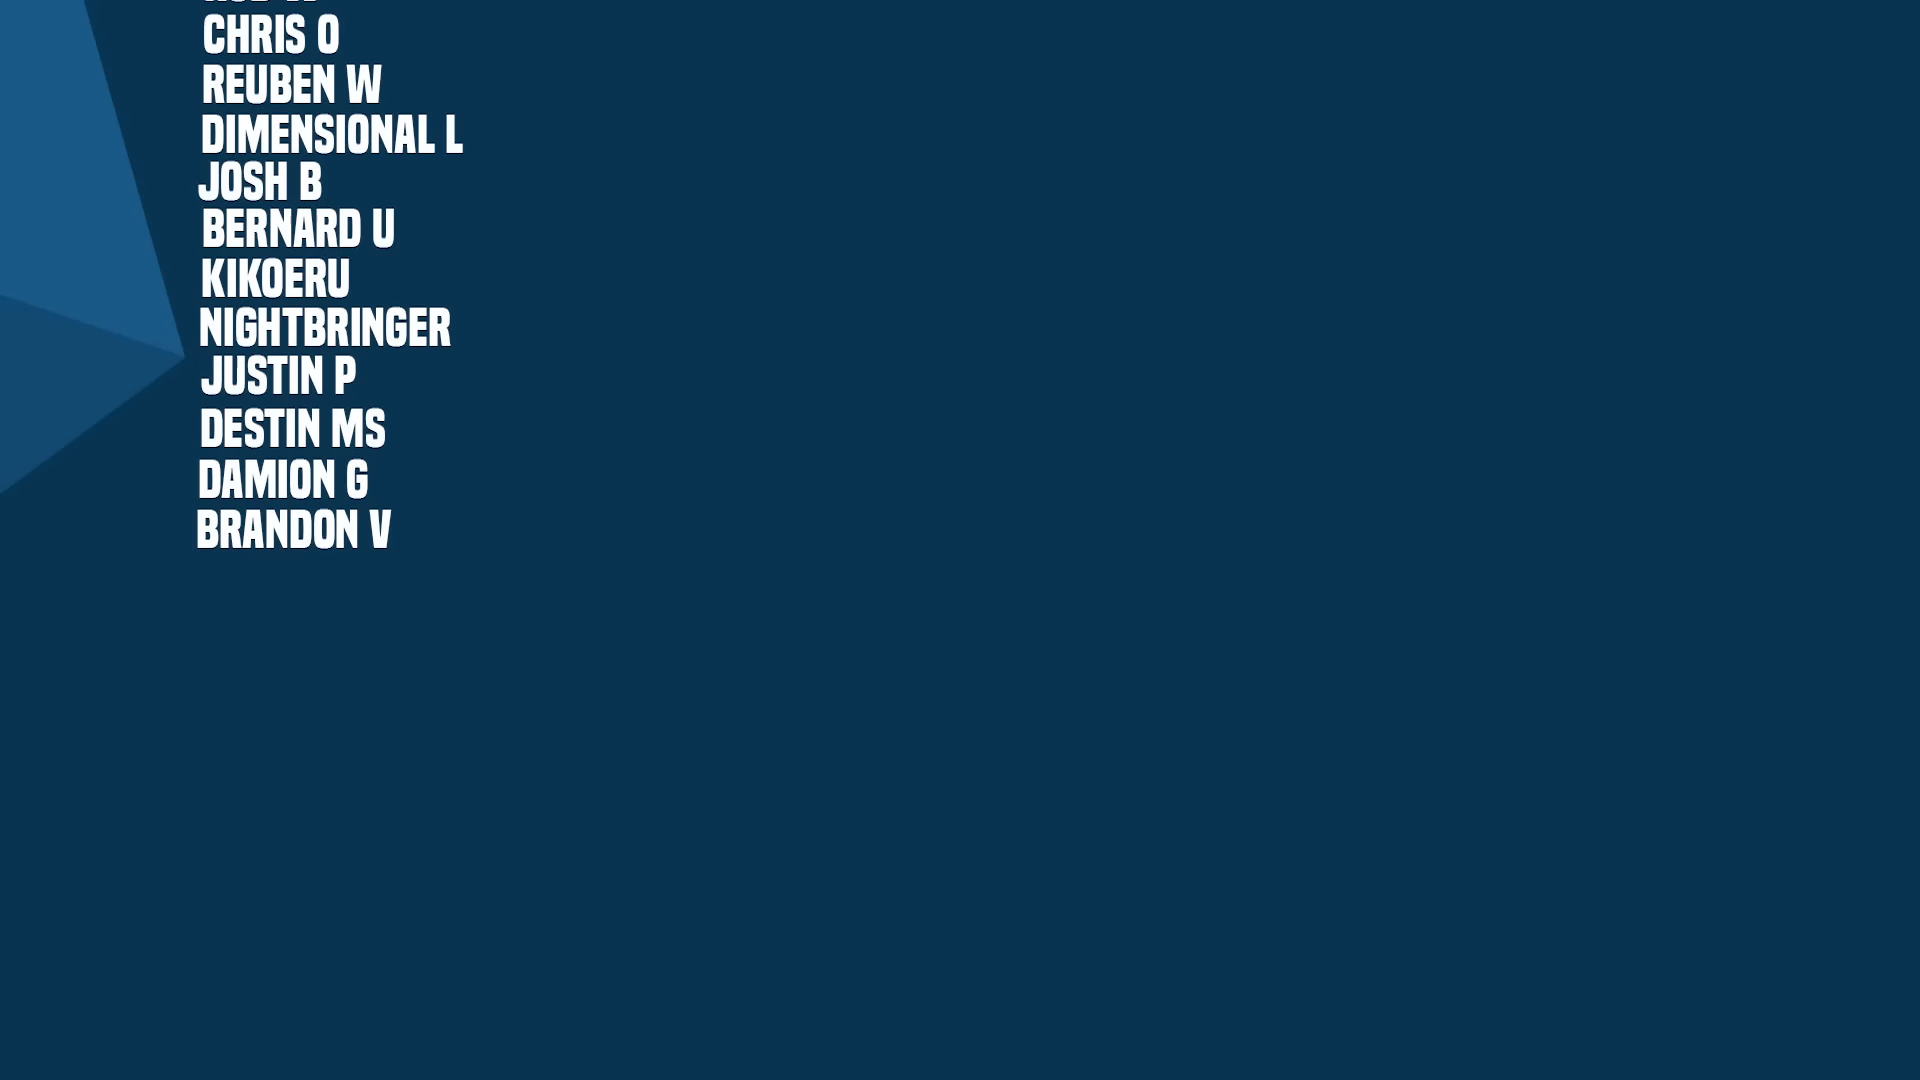 CHRIS O
REUBEN W
DIMENSIONAL L
JOSH B
BERNARD U
KIKOERU
NIGHTBRINGER
JUSTIN P
DESTIN MS
DAMION G
BRANDON V